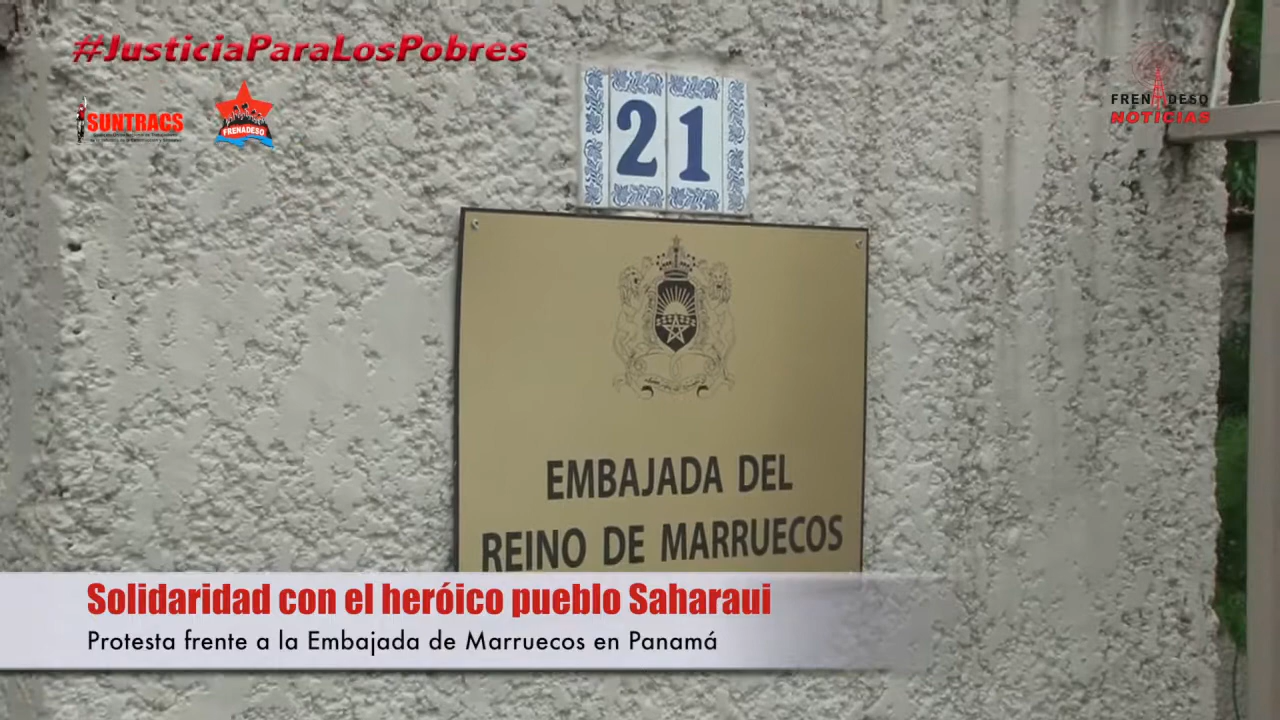 #JusticiaParaLosPobres
SUNTRACS
FRENADESO
FRENADESO
NOTICIAS
21
EMBAJADA DEL
REINO DE MARRUECOS
Solidaridad con el heróico pueblo Saharaui
Protesta frente a la Embajada de Marruecos en Panamá